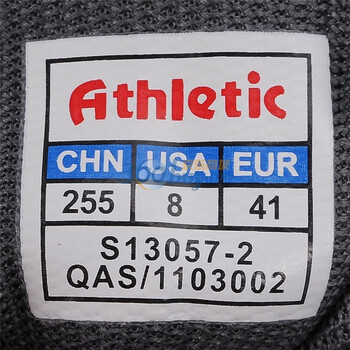 Athletic
CHN USA EUR
255 8 41
S13057-2
QAS/1103002